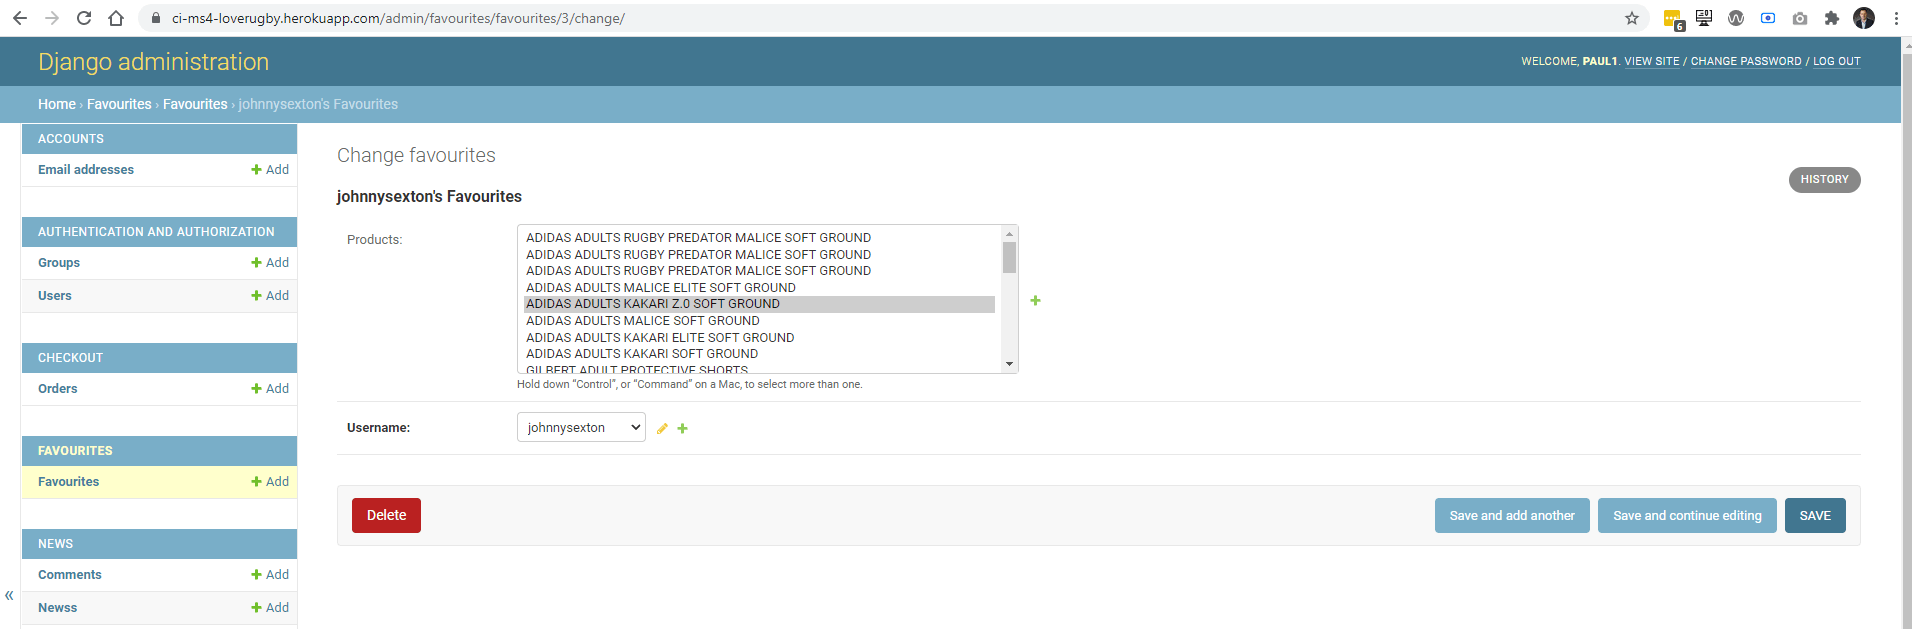 ci-ms4-loverugby.herokuapp.com/admin/favourites/favourites/3/change/
6
Django administration
WELCOME, PAUL1. VIEW SITE / CHANGE PASSWORD / LOG OUT
Home › Favourites › Favourites › johnnysexton's Favourites
ACCOUNTS
Email addresses
Add
AUTHENTICATION AND AUTHORIZATION
Groups
Add
Users
Add
CHECKOUT
Orders
Add
FAVOURITES
Favourites
Add
NEWS
Comments
Add
Newss
Add
«
Change favourites
HISTORY
johnnysexton's Favourites
Products:
ADIDAS ADULTS RUGBY PREDATOR MALICE SOFT GROUND
ADIDAS ADULTS RUGBY PREDATOR MALICE SOFT GROUND
ADIDAS ADULTS RUGBY PREDATOR MALICE SOFT GROUND
ADIDAS ADULTS MALICE ELITE SOFT GROUND
ADIDAS ADULTS KAKARI Z.0 SOFT GROUND
ADIDAS ADULTS MALICE SOFT GROUND
ADIDAS ADULTS KAKARI ELITE SOFT GROUND
ADIDAS ADULTS KAKARI SOFT GROUND
GILBERT ADULT PROTECTIVE SHORTS
Hold down “Control”, or “Command” on a Mac, to select more than one.
Username:
johnnysexton
Delete
Save and add another
Save and continue editing
SAVE